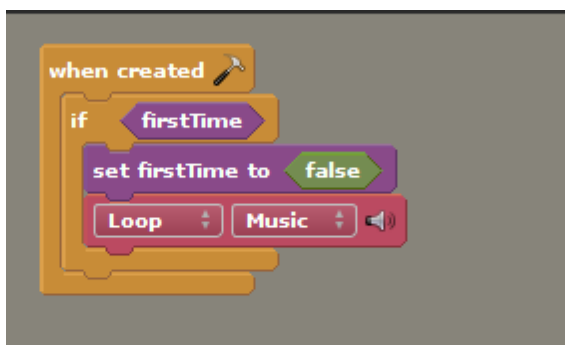 when created
if firstTime
set firstTime to false
Loop Music